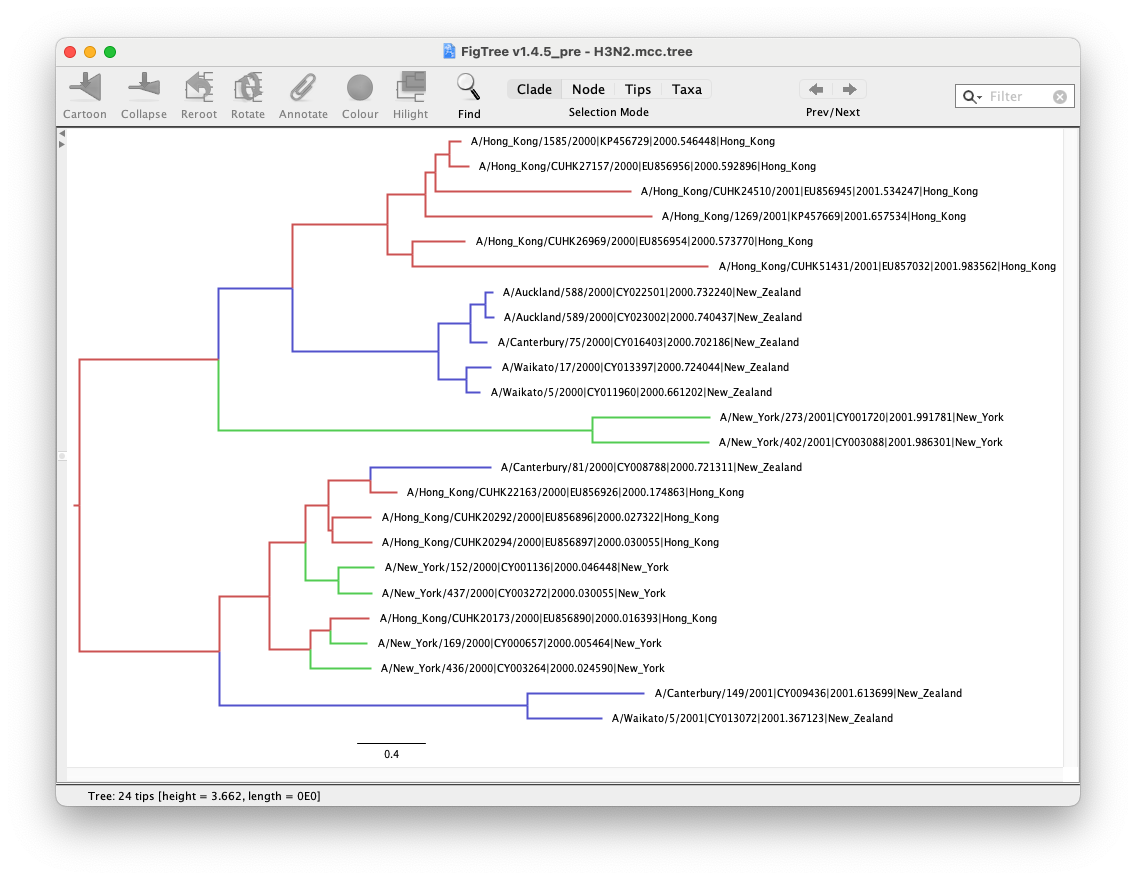 FigTree v1.4.5_pre - H3N2.mcc.tree
Cartoon Collapse Reroot Rotate Annotate Colour Hilight Find
Clade Node Tips Taxa
Selection Mode
Prev/Next
Filter
A/Hong_Kong/1585/2000|KP456729|2000.546448|Hong_Kong
A/Hong_Kong/CUHK27157/2000|EU856956|2000.592896|Hong_Kong
A/Hong_Kong/CUHK24510/2001|EU856945|2001.534247|Hong_Kong
A/Hong_Kong/1269/2001|KP457669|2001.657534|Hong_Kong
A/Hong_Kong/CUHK26969/2000|EU856954|2000.573770|Hong_Kong
A/Hong_Kong/CUHK51431/2001|EU857032|2001.983562|Hong_Kong
A/Auckland/588/2000|CY022501|2000.732240|New_Zealand
A/Auckland/589/2000|CY023002|2000.740437|New_Zealand
A/Canterbury/75/2000|CY016403|2000.702186|New_Zealand
A/Waikato/17/2000|CY013397|2000.724044|New_Zealand
A/Waikato/5/2000|CY011960|2000.661202|New_Zealand
A/New_York/273/2001|CY001720|2001.991781|New_York
A/New_York/402/2001|CY003088|2001.986301|New_York
A/Canterbury/81/2000|CY008788|2000.721311|New_Zealand
A/Hong_Kong/CUHK22163/2000|EU856926|2000.174863|Hong_Kong
A/Hong_Kong/CUHK20292/2000|EU856896|2000.027322|Hong_Kong
A/Hong_Kong/CUHK20294/2000|EU856897|2000.030055|Hong_Kong
A/New_York/152/2000|CY001136|2000.046448|New_York
A/New_York/437/2000|CY003272|2000.030055|New_York
A/Hong_Kong/CUHK20173/2000|EU856890|2000.016393|Hong_Kong
A/New_York/169/2000|CY000657|2000.005464|New_York
A/New_York/436/2000|CY003264|2000.024590|New_York
A/Canterbury/149/2001|CY009436|2001.613699|New_Zealand
A/Waikato/5/2001|CY013072|2001.367123|New_Zealand
0.4
Tree: 24 tips [height = 3.662, length = 0E0]